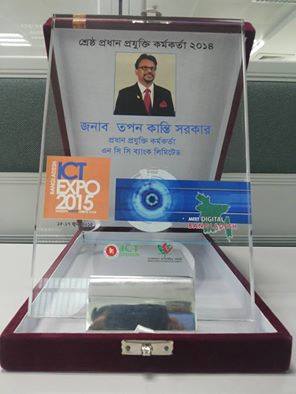 শ্রেষ্ঠ প্রধান প্রযুক্তি কর্মকর্তা ২০১৪
জনাব তপন কান্তি সরকার
প্রধান প্রযুক্তি কর্মকর্তা
এন সি সি ব্যাংক লিমিটেড
BANGLADESH
ICT
EXPO
2015
MEET DIGITAL
BANGLADESH
ICT